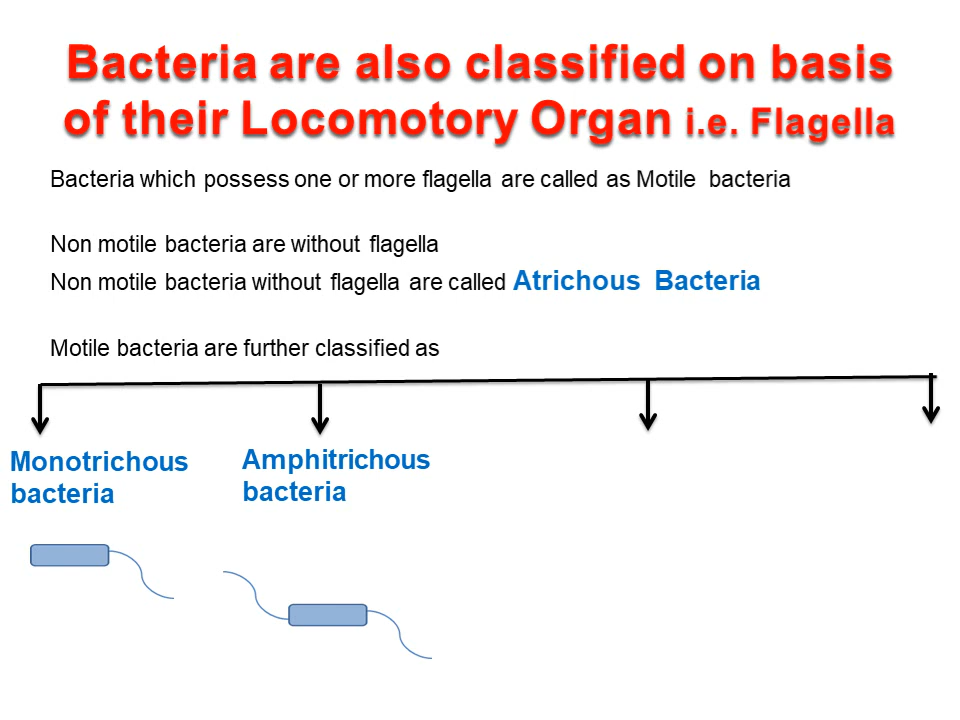 Bacteria are also classified on basis
of their Locomotory Organ i.e. Flagella
Bacteria which possess one or more flagella are called as Motile bacteria
Non motile bacteria are without flagella
Non motile bacteria without flagella are called Atrichous Bacteria
Motile bacteria are further classified as
Monotrichous
bacteria
Amphitrichous
bacteria